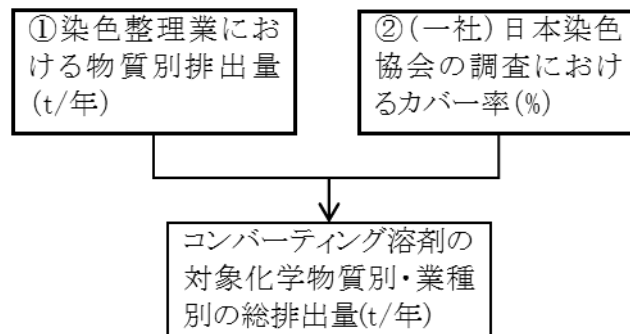 ①染色整理業にお
ける物質別排出量
(t/年)
②(一社)日本染色
協会の調査におけ
るカバー率(%)
コンバーティング溶剤の
対象化学物質別・業種
別の総排出量(t/年)